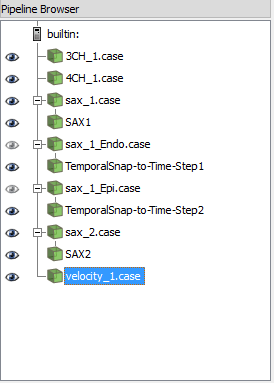 Pipeline Browser
builtin:
3CH_1.case
4CH_1.case
sax_1.case
SAX1
sax_1_Endo.case
TemporalSnap-to-Time-Step1
sax_1_Epi.case
TemporalSnap-to-Time-Step2
sax_2.case
SAX2
velocity_1.case